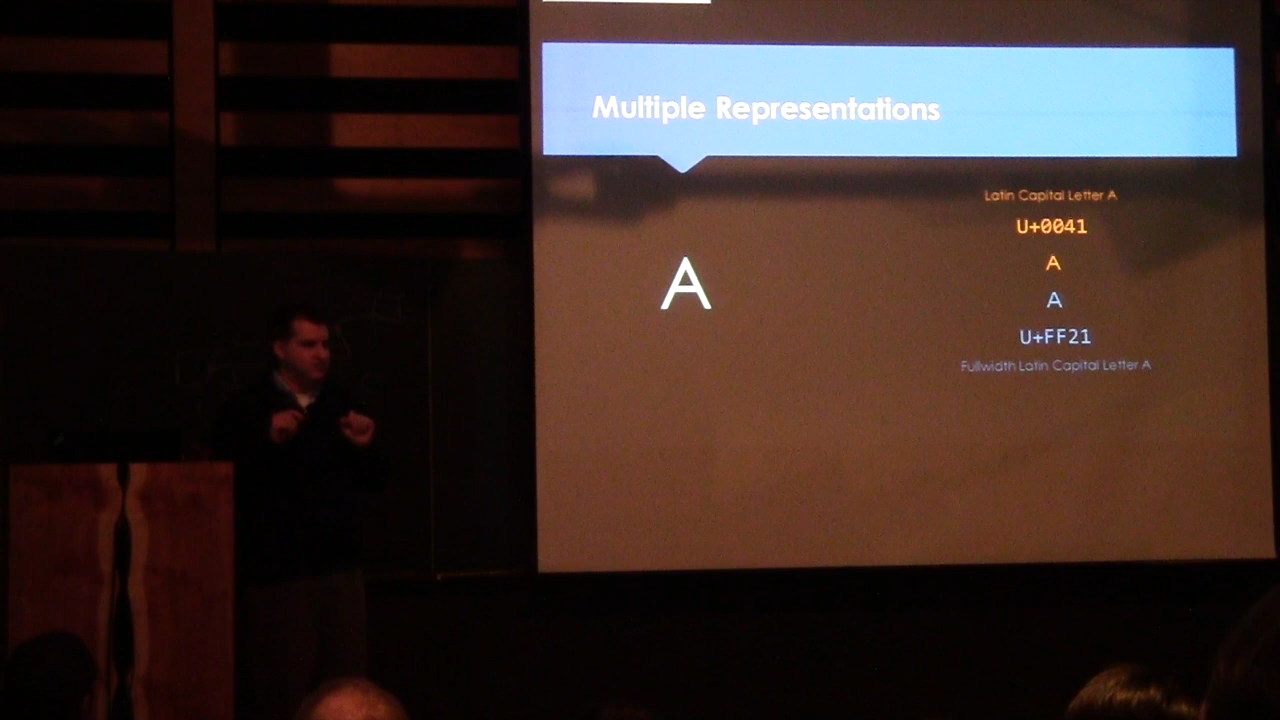 Multiple Representations
A
Latin Capital Letter A
U+0041
A
A
U+FF21
Fullwidth Latin Capital Letter A